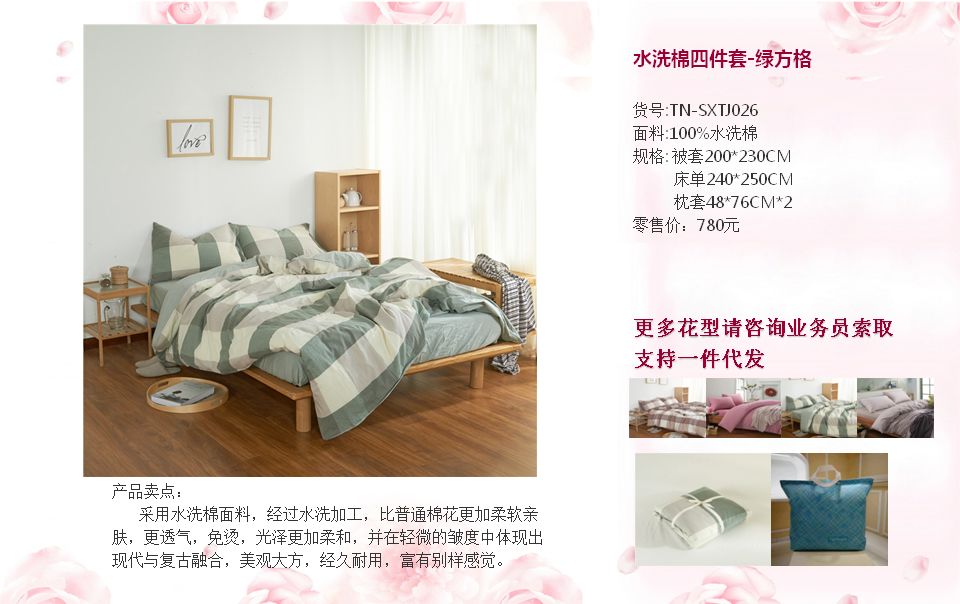 love
水洗棉四件套-绿方格
货号:TN-SXTJ026
面料:100%水洗棉
规格: 被套200*230CM
床单240*250CM
枕套48*76CM*2
零售价：780元
更多花型请咨询业务员索取
支持一件代发
产品卖点：
采用水洗棉面料，经过水洗加工，比普通棉花更加柔软亲
肤，更透气，免烫，光泽更加柔和，并在轻微的皱度中体现出
现代与复古融合，美观大方，经久耐用，富有别样感觉。